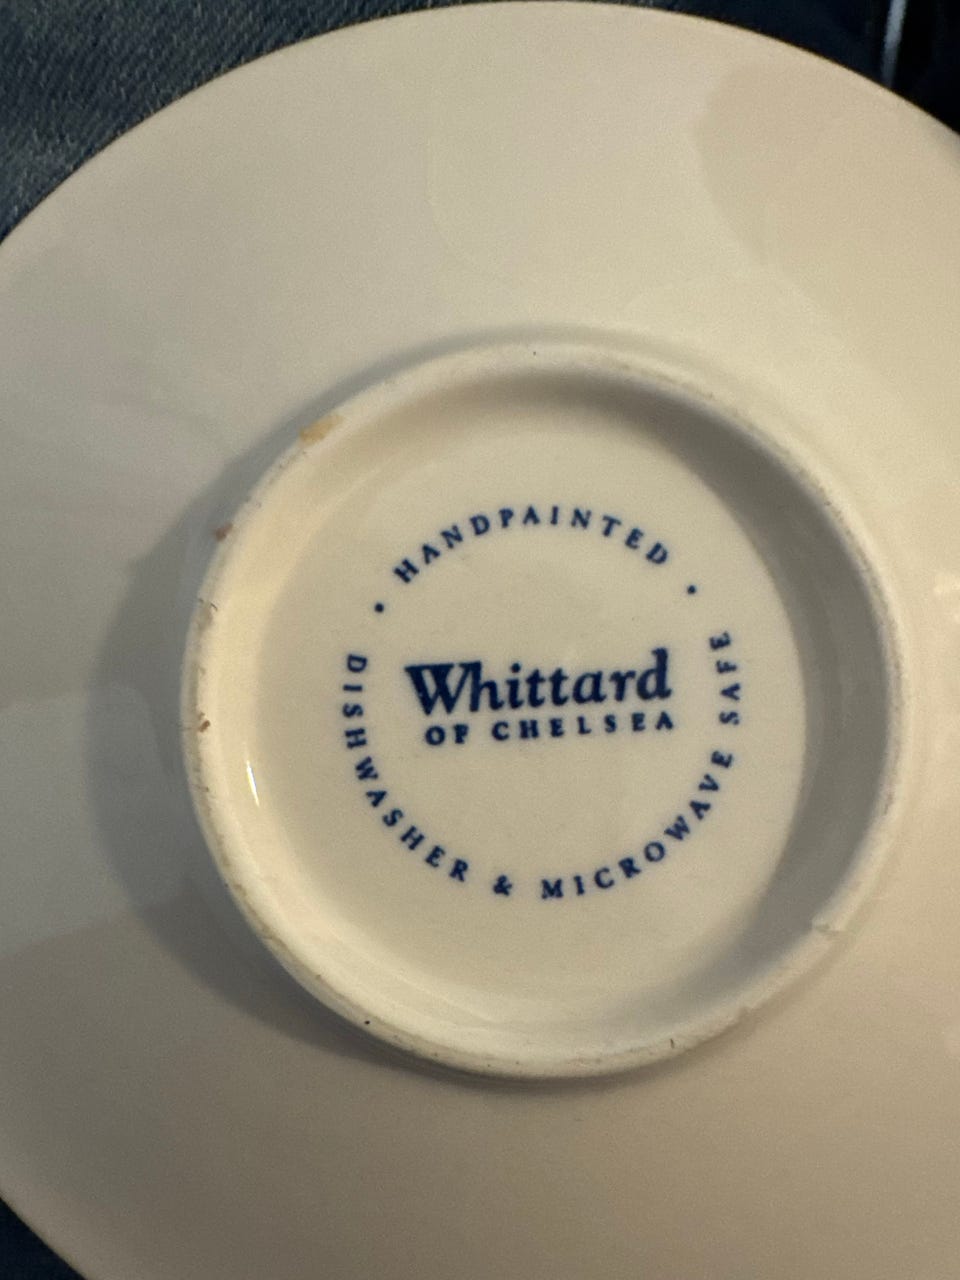 • HANDPAINTED •
Whittard
OF CHELSEA
DISHWASHER & MICROWAVE SAFE